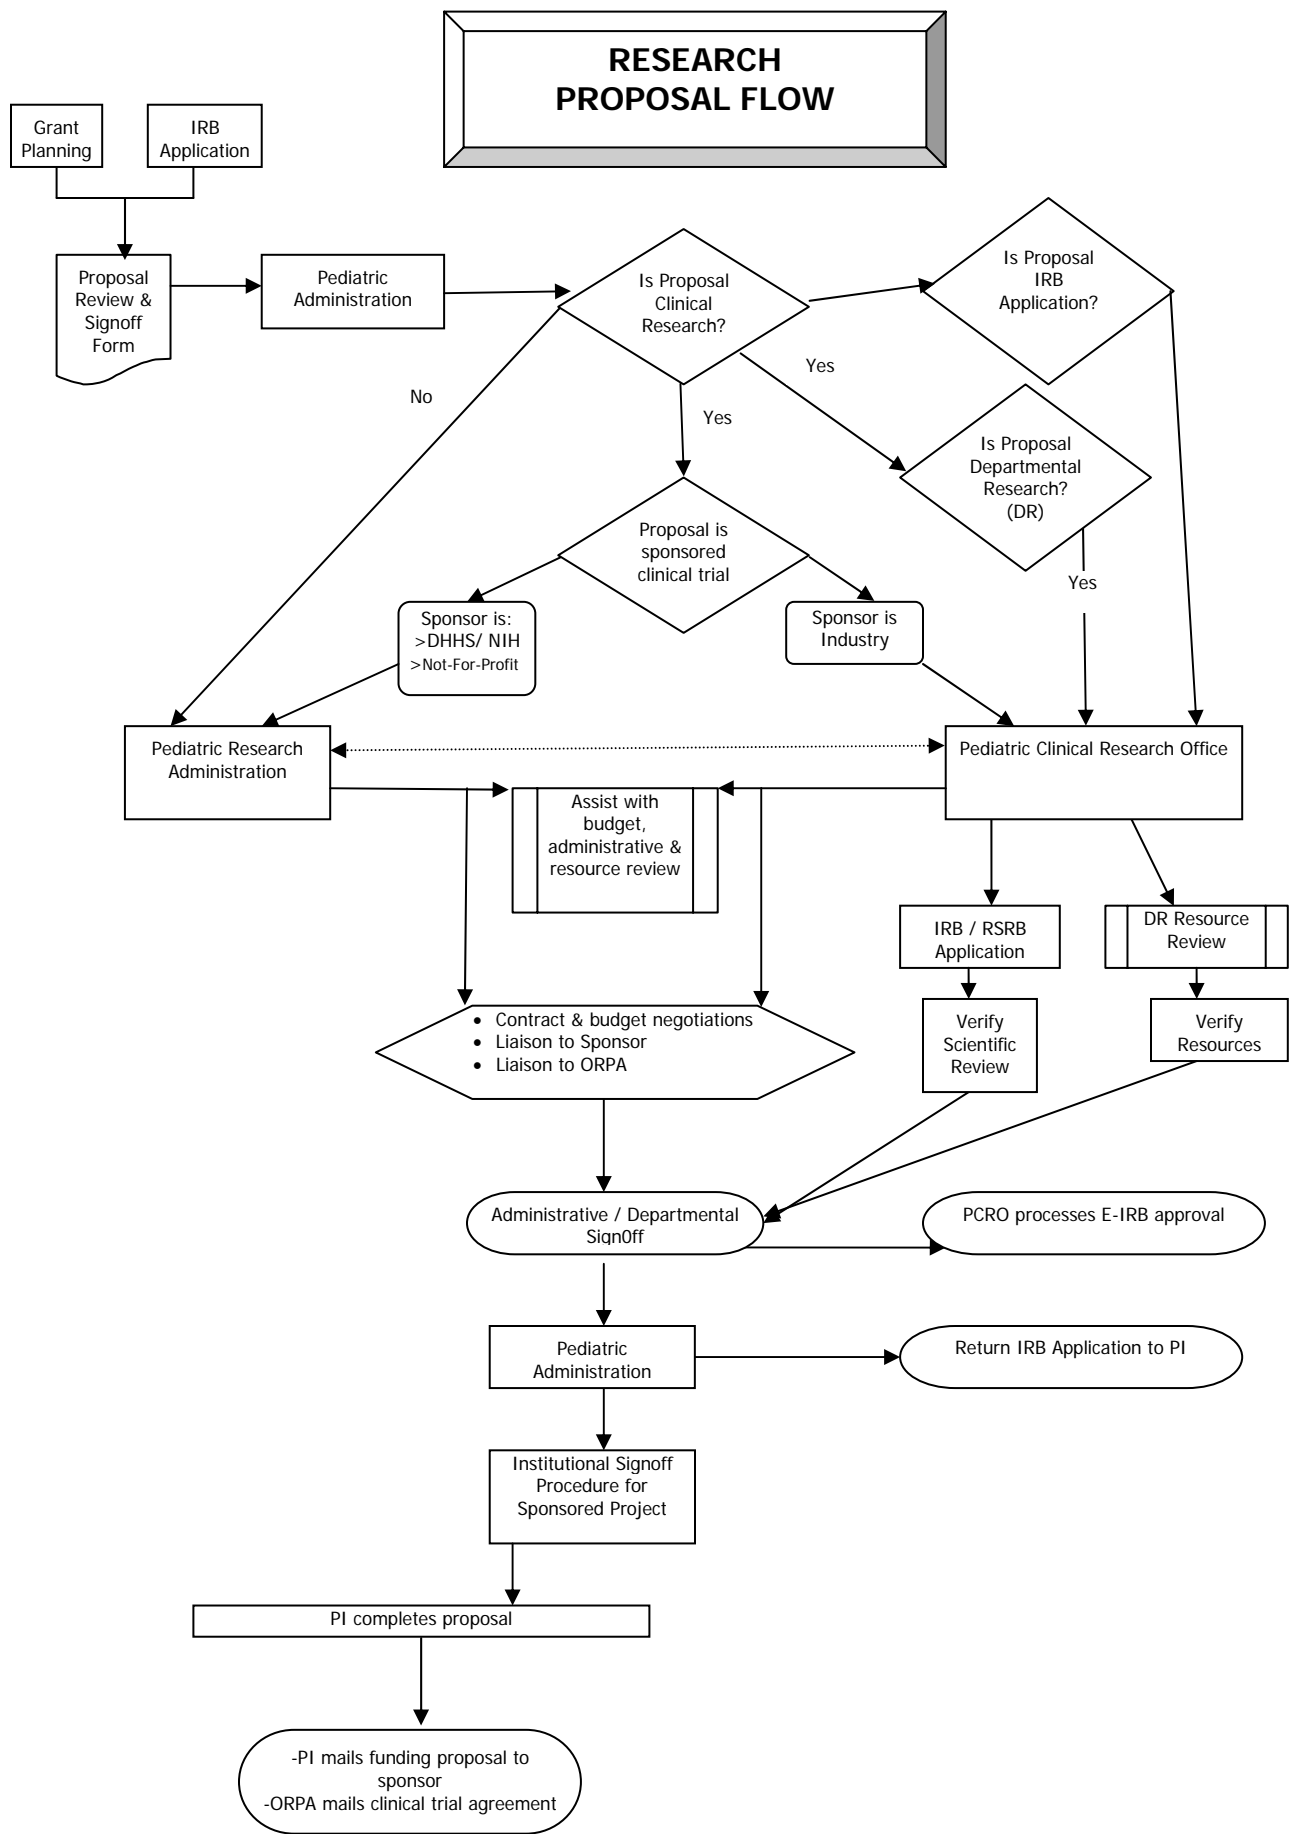 RESEARCH
PROPOSAL FLOW
Grant
Planning
IRB
Application
Proposal
Review &
Signoff
Form
Pediatric
Administration
Is Proposal
Clinical
Research?
Is Proposal
IRB
Application?
No
Yes
Yes
Is Proposal
Departmental
Research?
(DR)
Proposal is
sponsored
clinical trial
Yes
Sponsor is:
>DHHS/ NIH
>Not-For-Profit
Sponsor is
Industry
Pediatric Research
Administration
Pediatric Clinical Research Office
Assist with
budget,
administrative &
resource review
IRB / RSRB
Application
DR Resource
Review
• Contract & budget negotiations
• Liaison to Sponsor
• Liaison to ORPA
Verify
Scientific
Review
Verify
Resources
Administrative / Departmental
Sign0ff
PCRO processes E-IRB approval
Pediatric
Administration
Return IRB Application to PI
Institutional Signoff
Procedure for
Sponsored Project
PI completes proposal
-PI mails funding proposal to
sponsor
-ORPA mails clinical trial agreement